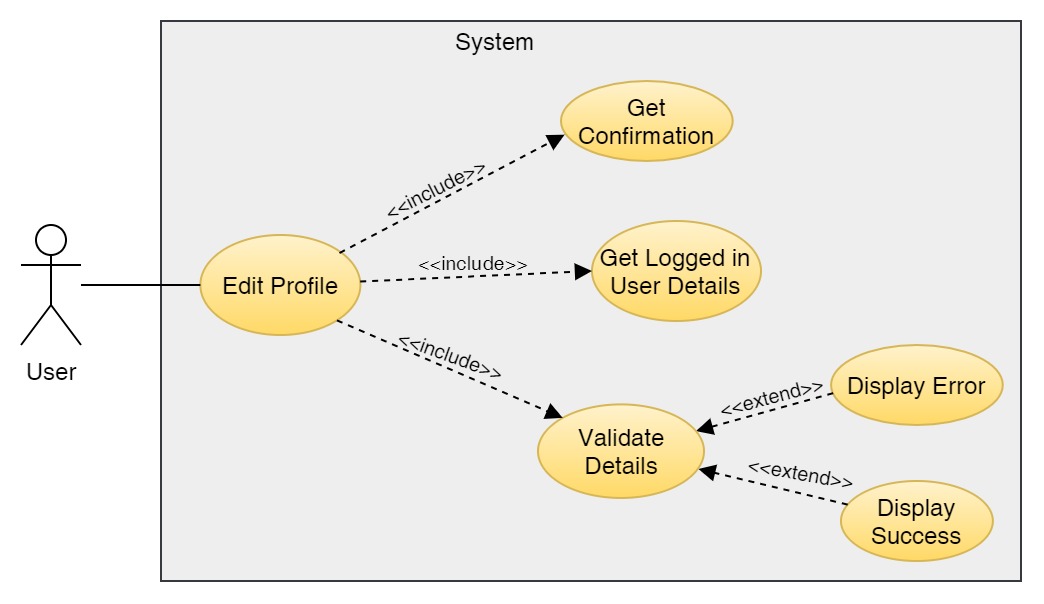 System
Get
Confirmation
<<include>>
Edit Profile
<<include>>
Get Logged in
User Details
User
<<include>>
Validate
Details
<<extend>>
Display Error
<<extend>>
Display
Success